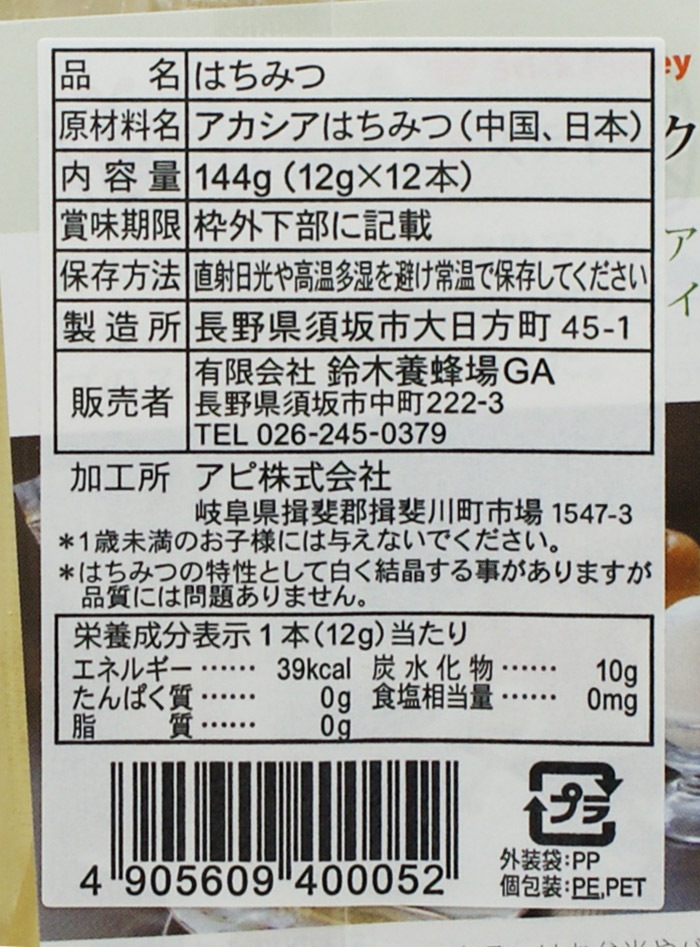 品 名 はちみつ
原材料名 アカシアはちみつ(中国、日本)
内容量 144g(12g×12本)
賞味期限 枠外下部に記載
保存方法 直射日光や高温多湿を避け常温で保存してください
製造所 長野県須坂市大日方町 45-1
販売者 有限会社 鈴木養蜂場GA
長野県須坂市中町222-3
TEL 026-245-0379
加工所 アピ株式会社
岐阜県揖斐郡揖斐川町市場 1547-3
*1歳未満のお子様には与えないでください。
*はちみつの特性として白く結晶する事がありますが
品質には問題ありません。
栄養成分表示1本(12g)当たり
エネルギー…… 39kcal 炭水化物…… 10g
たんぱく質…… 0g 食塩相当量…… 0mg
脂 質…… 0g
4 905609 400052
プラ
外装袋:PP
個包装:PE,PET
ey
ク
ア
イ